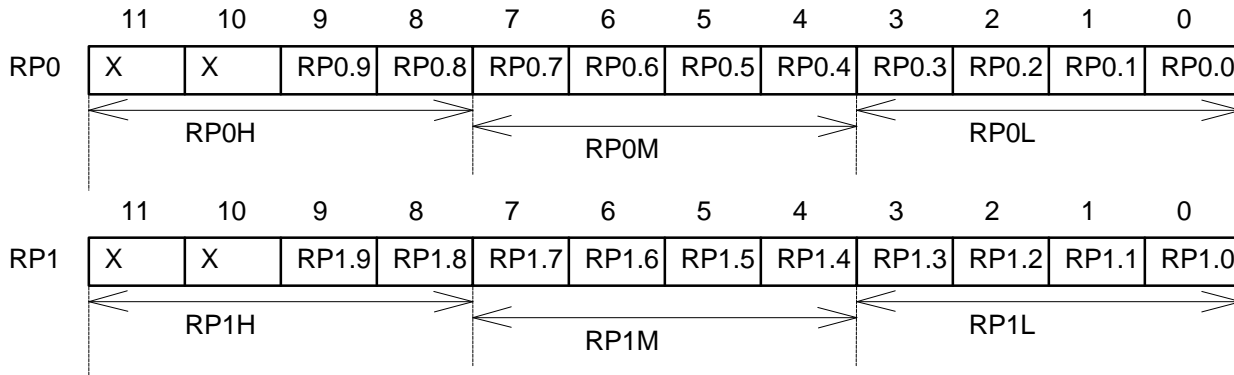 11 10 9 8 7 6 5 4 3 2 1 0
RP0 X X RP0.9 RP0.8 RP0.7 RP0.6 RP0.5 RP0.4 RP0.3 RP0.2 RP0.1 RP0.0
RP0H RP0M RP0L
11 10 9 8 7 6 5 4 3 2 1 0
RP1 X X RP1.9 RP1.8 RP1.7 RP1.6 RP1.5 RP1.4 RP1.3 RP1.2 RP1.1 RP1.0
RP1H RP1M RP1L